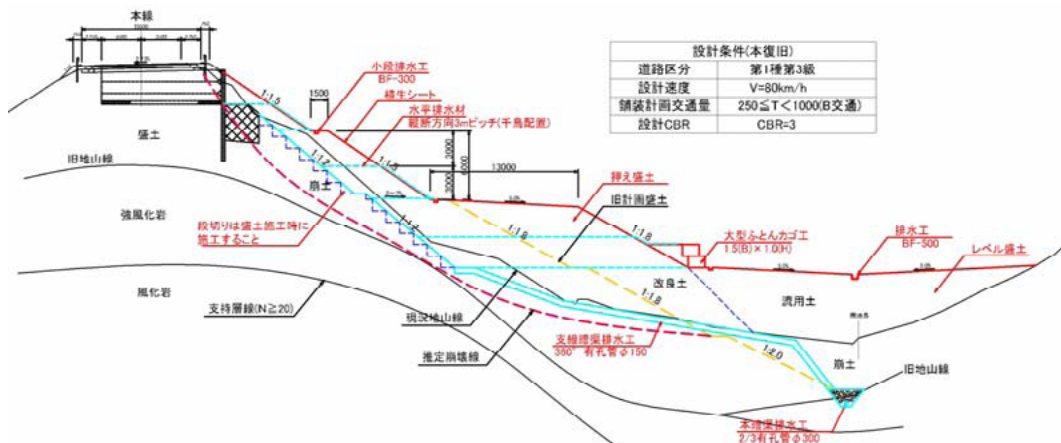 本線
設計条件(本復旧)
道路区分 第1種第3級
設計速度 V=80km/h
舗装計画交通量 250≦T<1000(B交通)
設計CBR CBR=3
小段排水工
BF-300
植生シート
水平排水材
縦断方向3mピッチ(千鳥配置)
1500
1:1.5
1:1.5
3000
3000
6000
13000
盛土
旧地山線
1:1.2
崩土
押え盛土
旧計画盛土
強風化岩
段切りは盛土施工時に
施工すること
1:1.8
1:1.8
大型ふとんカゴ工
1.5(B)×1.0(H)
排水工
BF-500
レベル盛土
風化岩
支持層線(N≧20)
現況地山線
改良土
流用土
1:1.8
推定崩壊線
支線暗渠排水工
360°有孔管φ150
1:2.0
崩土
旧地山線
本暗渠排水工
2/3有孔管φ300